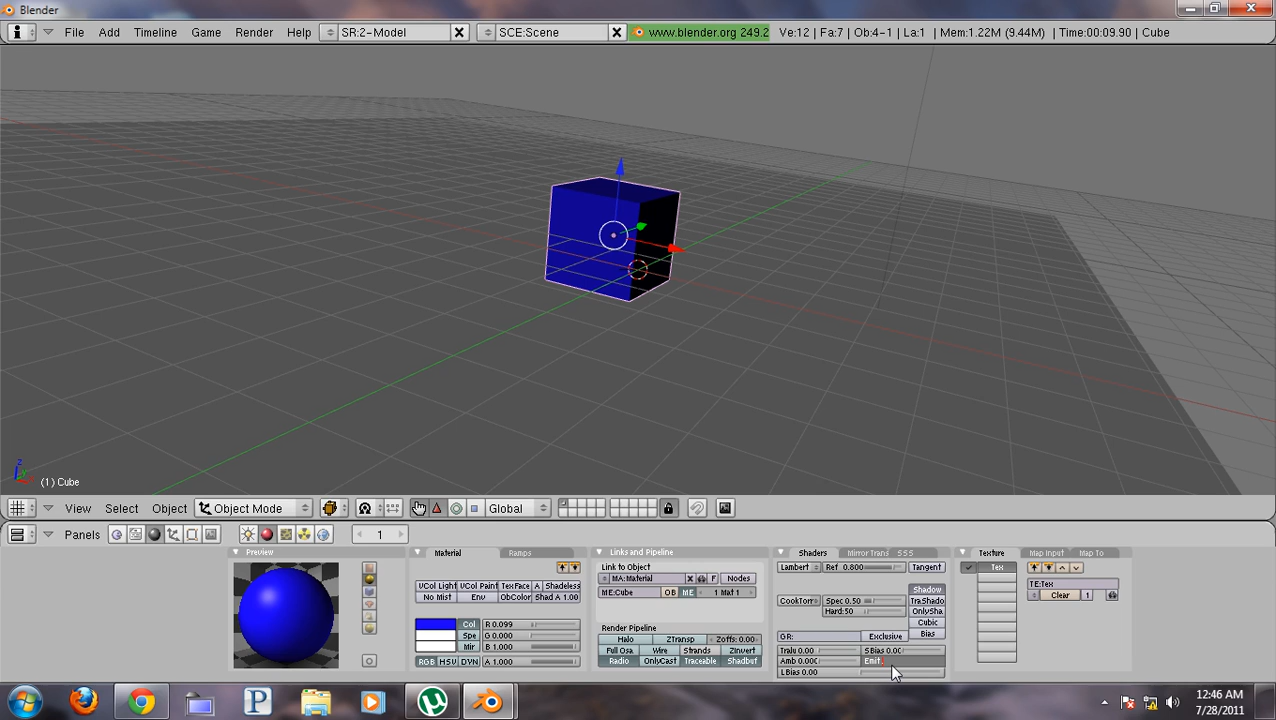 Blender
File Add Timeline Game Render Help SR:2-Model SCE:Scene www.blender.org 249.2 Ve:12 | Fa:7 | Ob:4-1 | La:1 | Mem:1.22M (9.44M) | Time:00:09.90 | Cube
z
y
(1) Cube
View Select Object Object Mode Global
Panels 1
Preview
Material Ramps
VCol Light VCol Paint TexFace A Shadeless
No Mist Env ObColor Shad A 1.00
Col R 0.099
Spe G 0.000
Mir B 1.000
RGB HSV DYN A 1.000
Links and Pipeline
Link to Object
MA:Material F Nodes
ME:Cube OB ME 1 Mat 1
Render Pipeline
Halo ZTransp Zoffs: 0.00
Full Osa Wire Strands ZInvert
Radio OnlyCast Traceable Shadbuf
Shaders Mirror Trans SSS
Lambert Ref 0.800 Tangent
Shadow
CookTorr Spec 0.50 TraShado
Hard:50 OnlySha
Cubic
GR: Exclusive Bias
Tralu 0.00 SBias 0.00
Amb 0.000 Emit
LBias 0.00
Texture Map Input Map To
Tex
TE:Tex
Clear 1
12:46 AM
7/28/2011